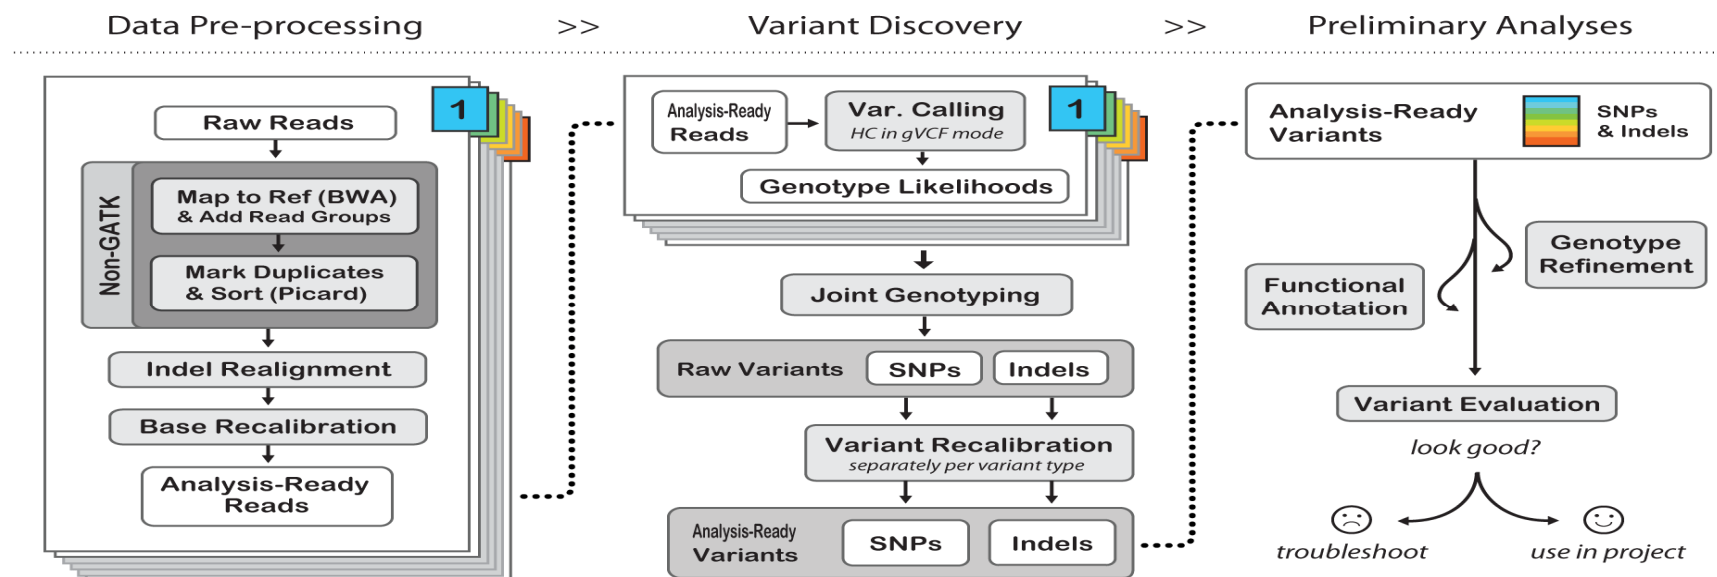 Data Pre-processing >> Variant Discovery >> Preliminary Analyses
1
Raw Reads
Non-GATK
Map to Ref (BWA)
& Add Read Groups
Mark Duplicates
& Sort (Picard)
Indel Realignment
Base Recalibration
Analysis-Ready
Reads
1
Analysis-Ready
Reads
Var. Calling
HC in gVCF mode
Genotype Likelihoods
Joint Genotyping
Raw Variants SNPs Indels
Variant Recalibration
separately per variant type
Analysis-Ready
Variants
SNPs Indels
Analysis-Ready
Variants
SNPs
& Indels
Genotype
Refinement
Functional
Annotation
Variant Evaluation
look good?
troubleshoot use in project